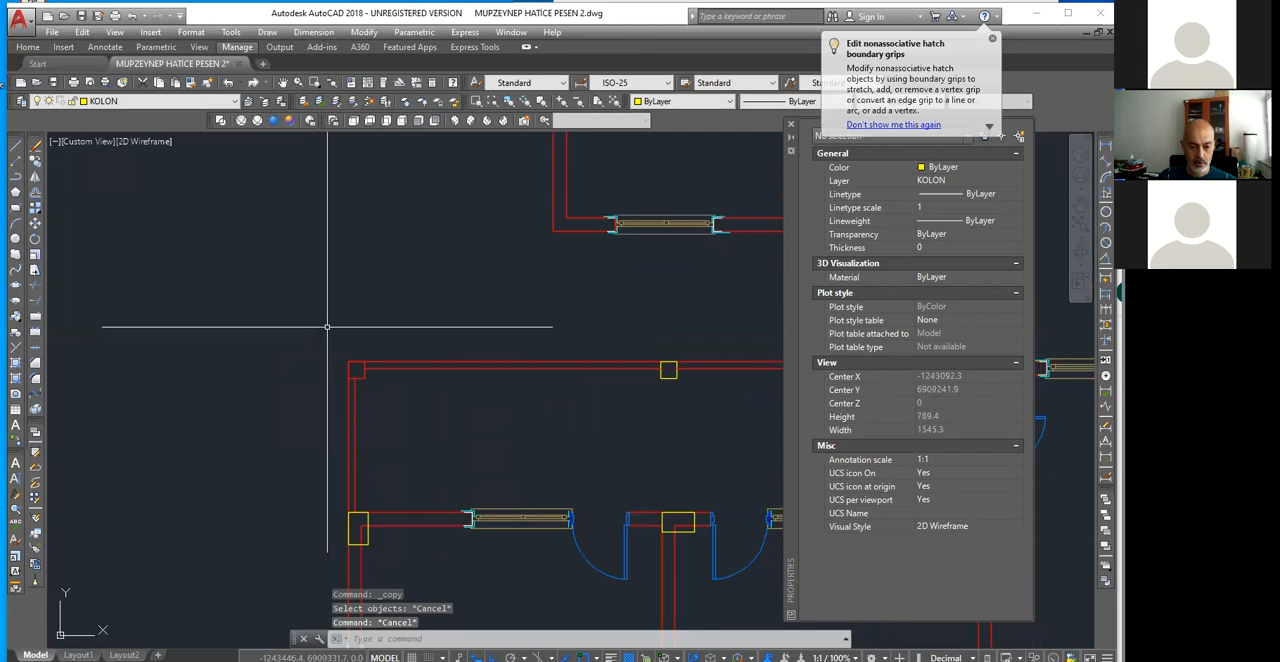 Autodesk AutoCAD 2018 - UNREGISTERED VERSION MUPZEYNEP HATİCE PESEN 2.dwg
Type a keyword or phrase
Sign In
File Edit View Insert Format Tools Draw Dimension Modify Parametric Express Window Help
Home Insert Annotate Parametric View Manage Output Add-ins A360 Featured Apps Express Tools
Start
MUPZEYNEP HATİCE PESEN 2*
Standard
ISO-25
Standard
KOLON
ByLayer
ByLayer
Edit nonassociative hatch
boundary grips
Modify nonassociative hatch
objects by using boundary grips to
stretch, add, or remove a vertex grip
or convert an edge grip to a line or
arc, or add a vertex.
Don't show me this again
[−][Custom View][2D Wireframe]
General
Color ByLayer
Layer KOLON
Linetype ByLayer
Linetype scale 1
Lineweight ByLayer
Transparency ByLayer
Thickness 0
3D Visualization
Material ByLayer
Plot style
Plot style ByColor
Plot style table None
Plot table attached to Model
Plot table type Not available
View
Center X -1243092.3
Center Y 6909241.9
Center Z 0
Height 789.4
Width 1545.3
Misc
Annotation scale 1:1
UCS icon On Yes
UCS icon at origin Yes
UCS per viewport Yes
UCS Name
Visual Style 2D Wireframe
PROPERTIES
Y
X
ABC
Command: _copy
Select objects: *Cancel*
Command: *Cancel*
Type a command
Model Layout1 Layout2 +
-1243446.4, 6909331.7, 0.0 MODEL
1:1 / 100%
Decimal